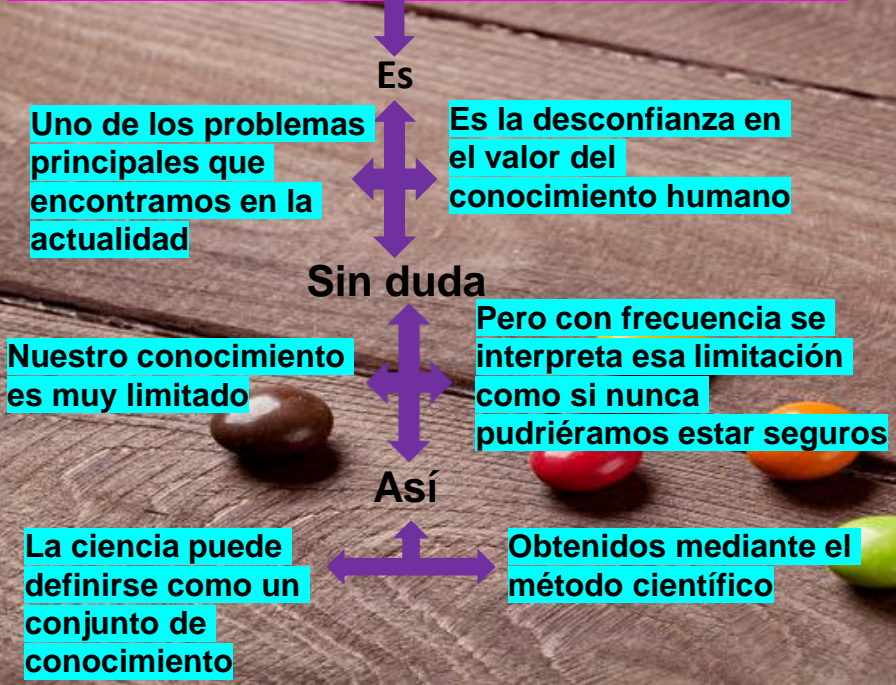 Es
Uno de los problemas
principales que
encontramos en la
actualidad
Es la desconfianza en
el valor del
conocimiento humano
Sin duda
Nuestro conocimiento
es muy limitado
Pero con frecuencia se
interpreta esa limitación
como si nunca
pudriéramos estar seguros
Así
La ciencia puede
definirse como un
conjunto de
conocimiento
Obtenidos mediante el
método científico